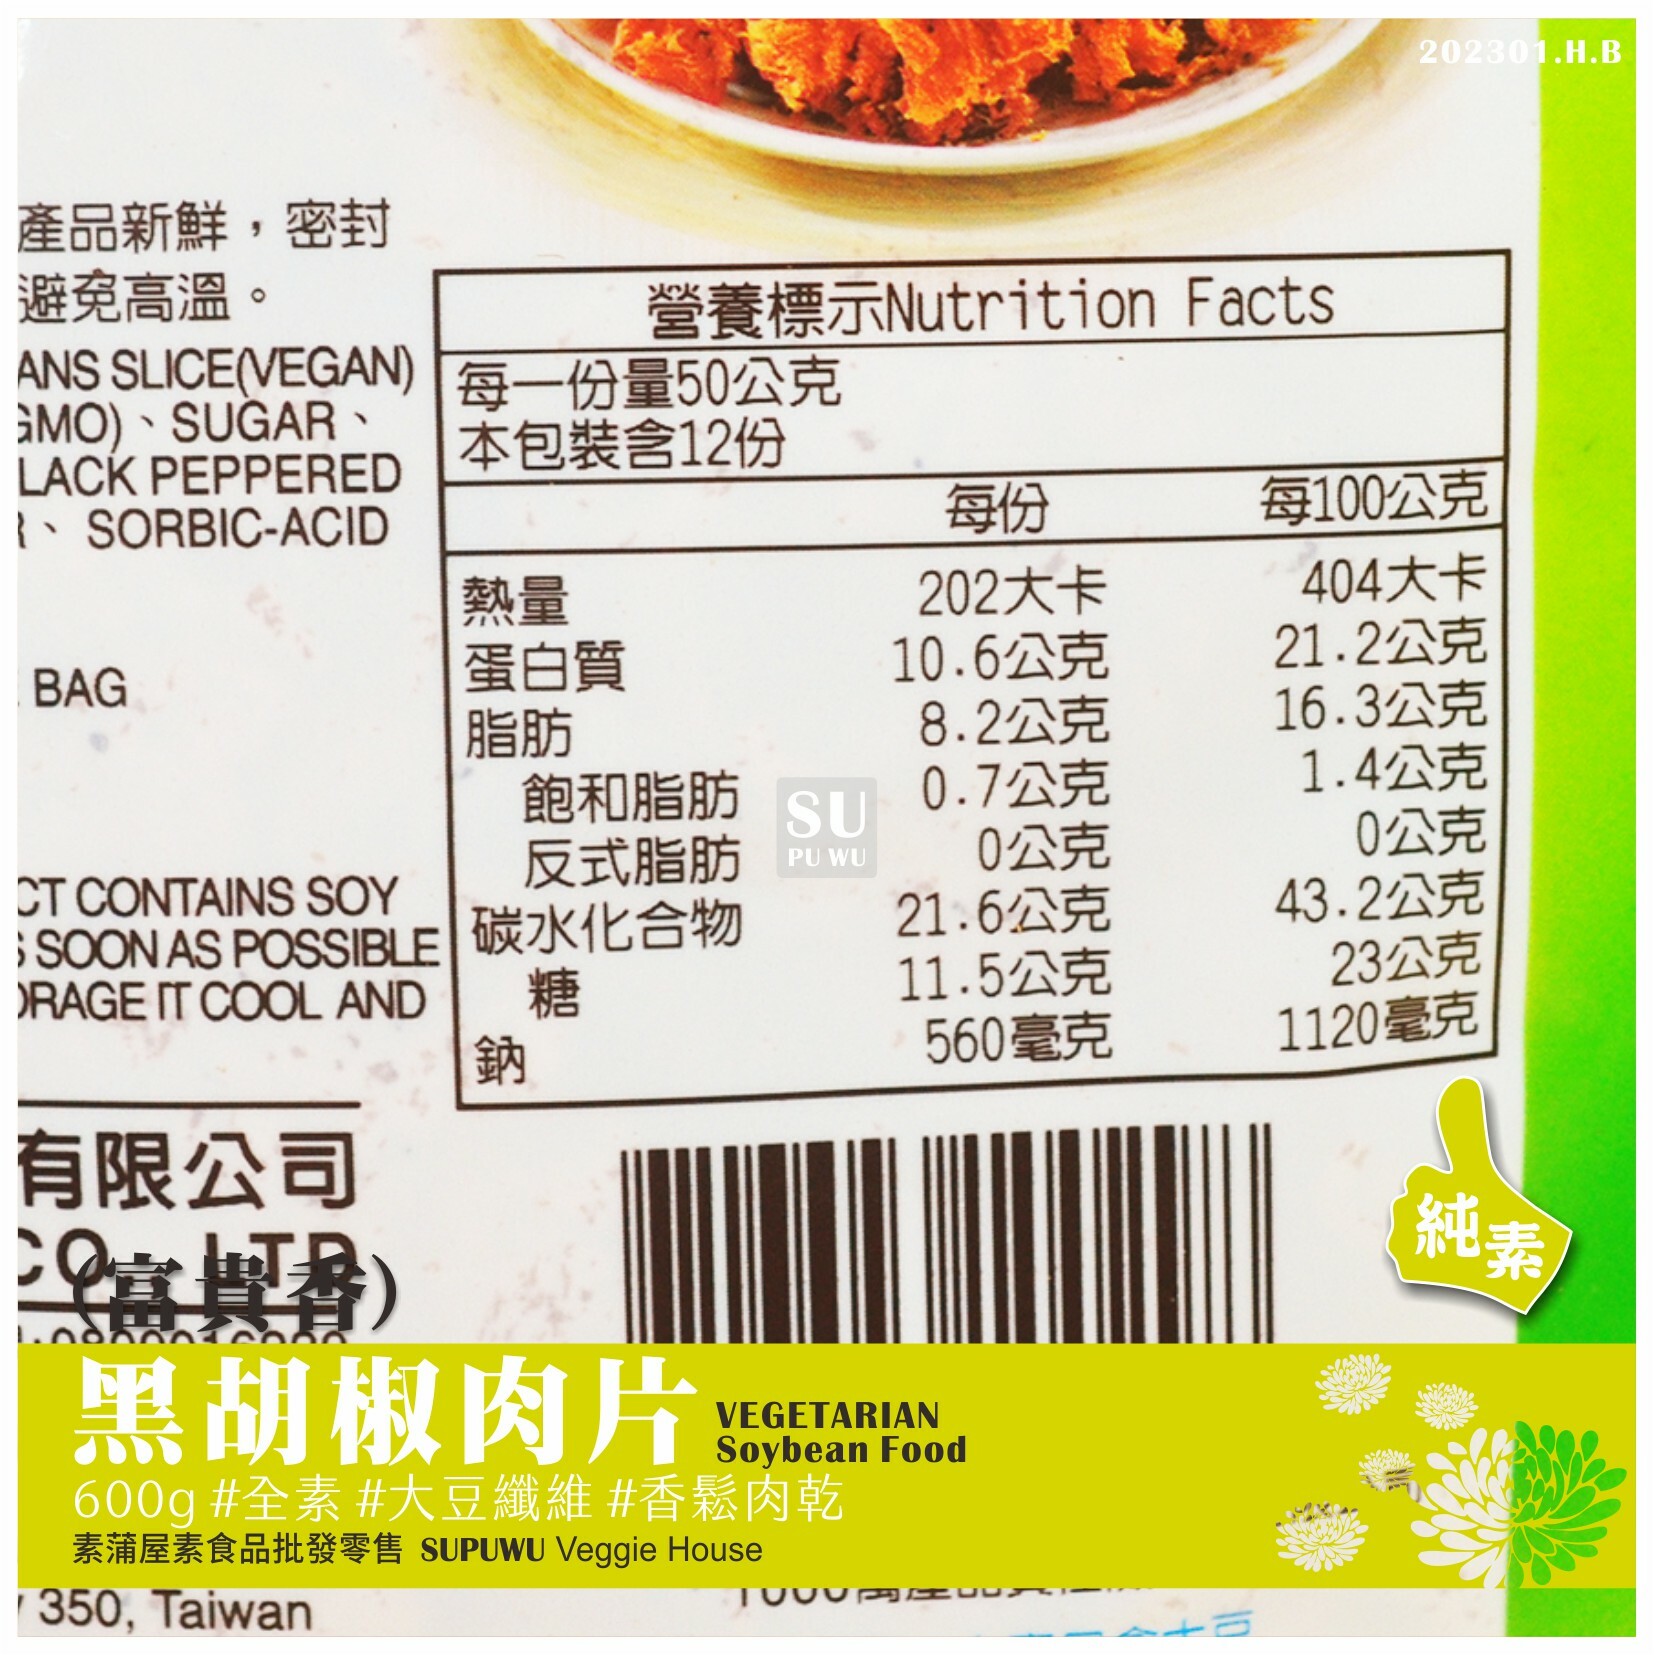 202301.H.B
產品新鮮，密封
避免高溫。
ANS SLICE(VEGAN)
GMO)、SUGAR、
LACK PEPPERED
R、 SORBIC-ACID
BAG
CT CONTAINS SOY
S SOON AS POSSIBLE
ORAGE IT COOL AND
有限公司
CO., LTD
營養標示Nutrition Facts
每一份量50公克
本包裝含12份
每份 每100公克
熱量 202大卡 404大卡
蛋白質 10.6公克 21.2公克
脂肪 8.2公克 16.3公克
飽和脂肪 0.7公克 1.4公克
反式脂肪 0公克 0公克
碳水化合物 21.6公克 43.2公克
糖 11.5公克 23公克
鈉 560毫克 1120毫克
SU
PU WU
純素
(富貴香)
黑胡椒肉片
VEGETARIAN
Soybean Food
600g #全素 #大豆纖維 #香鬆肉乾
素蒲屋素食品批發零售 SUPUWU Veggie House
350, Taiwan